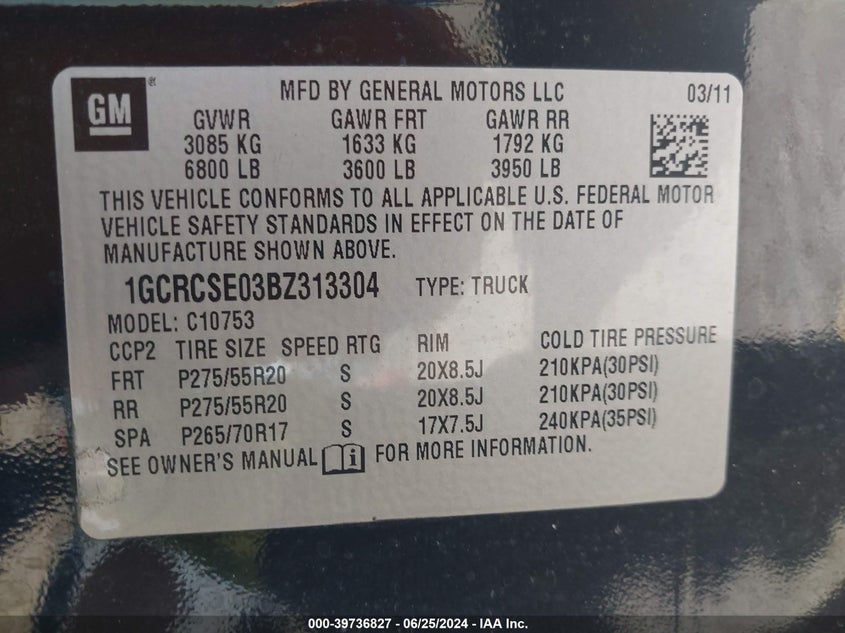 GM ®
MFD BY GENERAL MOTORS LLC 03/11
GVWR GAWR FRT GAWR RR
3085 KG 1633 KG 1792 KG
6800 LB 3600 LB 3950 LB
THIS VEHICLE CONFORMS TO ALL APPLICABLE U.S. FEDERAL MOTOR
VEHICLE SAFETY STANDARDS IN EFFECT ON THE DATE OF
MANUFACTURE SHOWN ABOVE.
1GCRCSE03BZ313304 TYPE: TRUCK
MODEL: C10753
CCP2 TIRE SIZE SPEED RTG RIM COLD TIRE PRESSURE
FRT P275/55R20 S 20X8.5J 210KPA(30PSI)
RR P275/55R20 S 20X8.5J 210KPA(30PSI)
SPA P265/70R17 S 17X7.5J 240KPA(35PSI)
SEE OWNER'S MANUAL i FOR MORE INFORMATION.
000-39736827 - 06/25/2024 - IAA Inc.